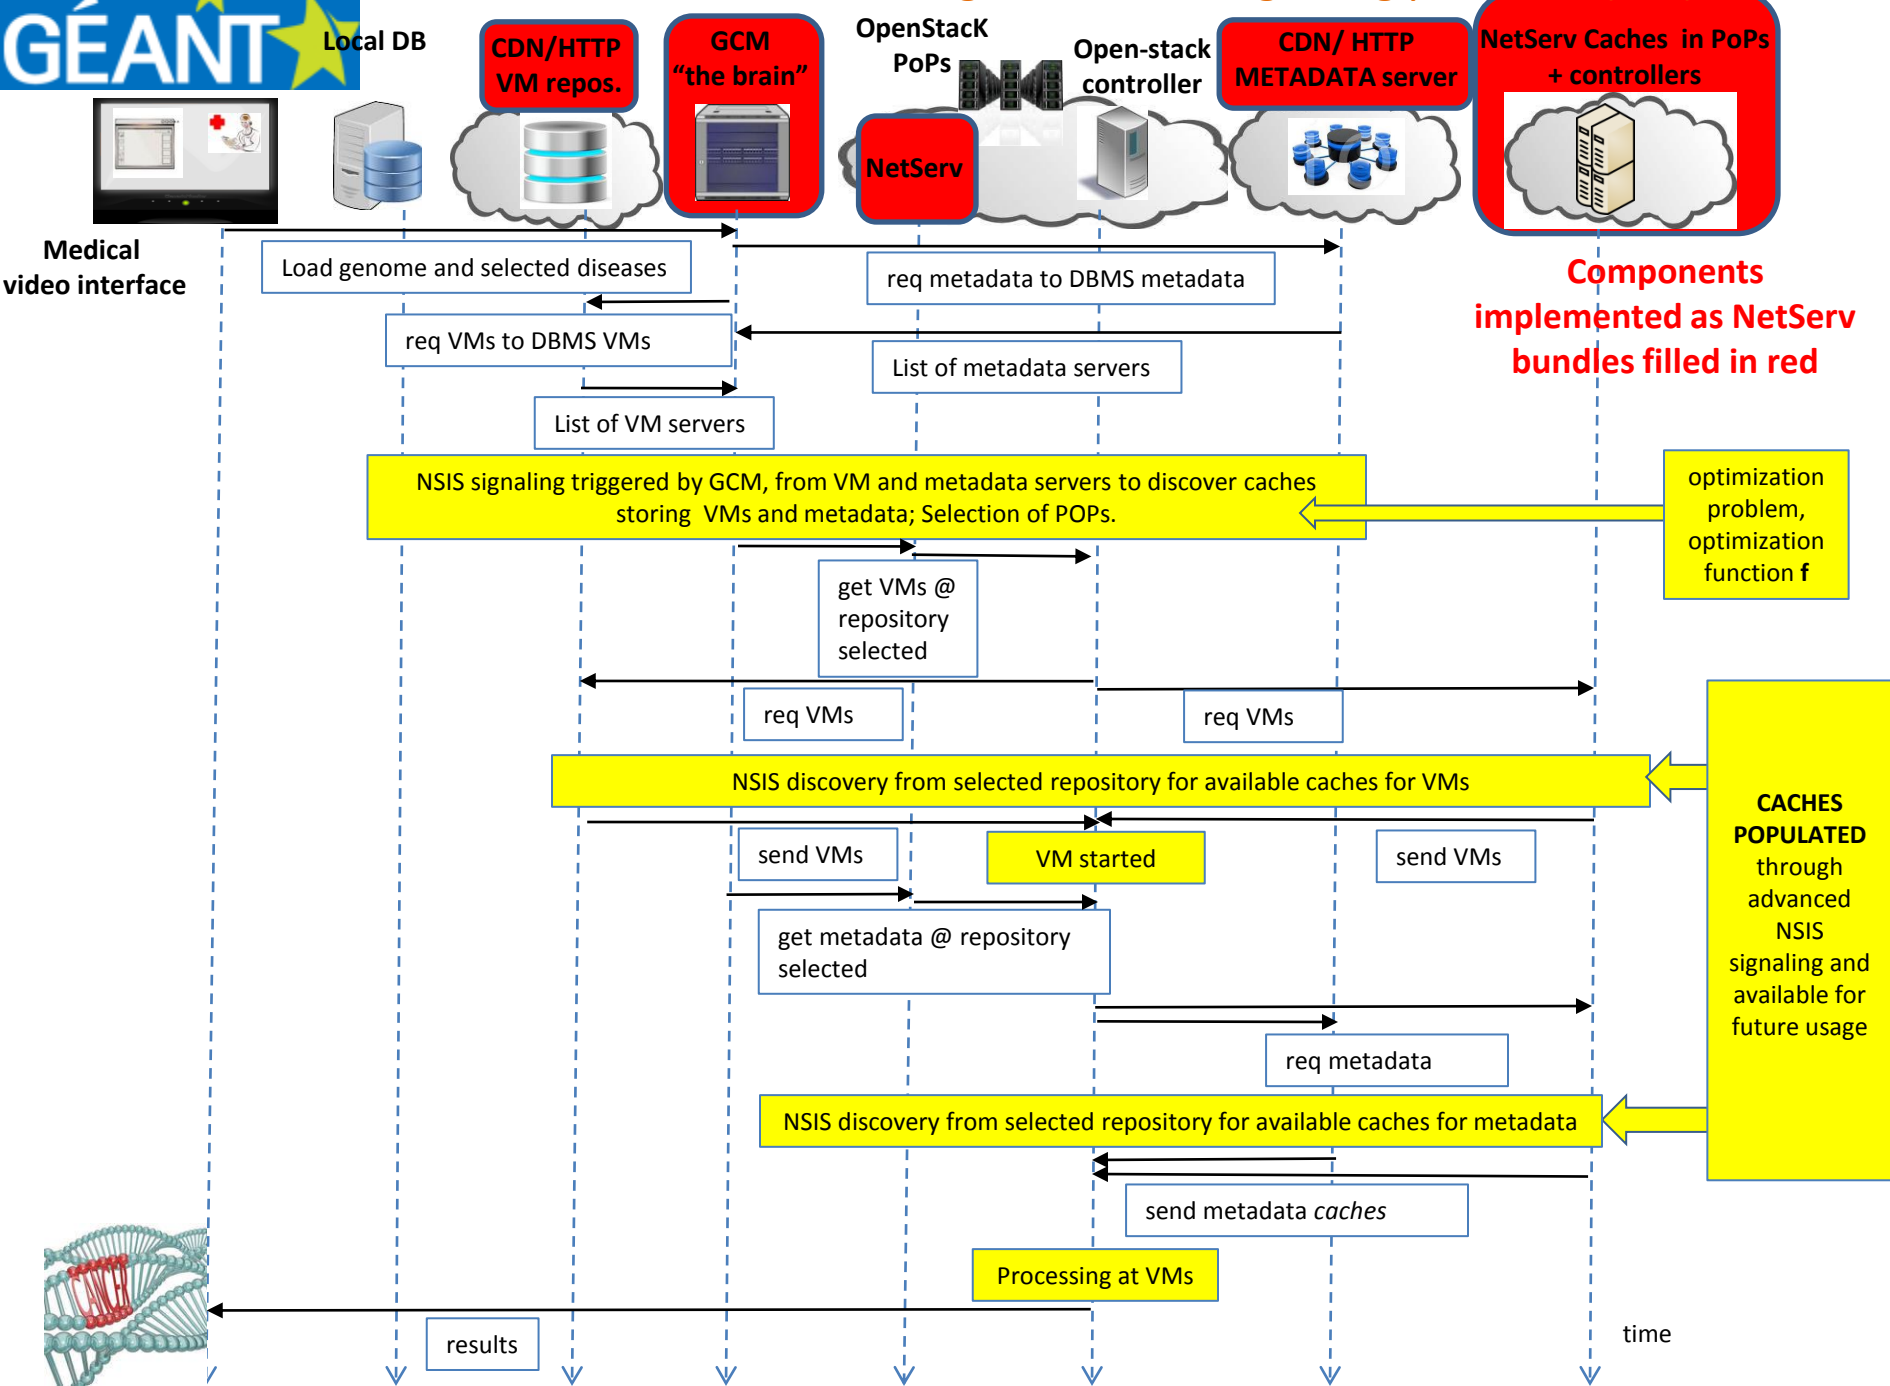 GÉANT
Local DB
CDN/HTTP
VM repos.
GCM
“the brain”
OpenStacK
PoPs
Open-stack
controller
CDN/ HTTP
METADATA server
NetServ Caches in PoPs
+ controllers
NetServ
Medical
video interface
Load genome and selected diseases
req metadata to DBMS metadata
Components
implemented as NetServ
bundles filled in red
req VMs to DBMS VMs
List of metadata servers
List of VM servers
NSIS signaling triggered by GCM, from VM and metadata servers to discover caches
storing VMs and metadata; Selection of POPs.
optimization
problem,
optimization
function f
get VMs @
repository
selected
req VMs
req VMs
NSIS discovery from selected repository for available caches for VMs
CACHES
POPULATED
through
advanced
NSIS
signaling and
available for
future usage
send VMs
VM started
send VMs
get metadata @ repository
selected
req metadata
NSIS discovery from selected repository for available caches for metadata
send metadata caches
Processing at VMs
results
time